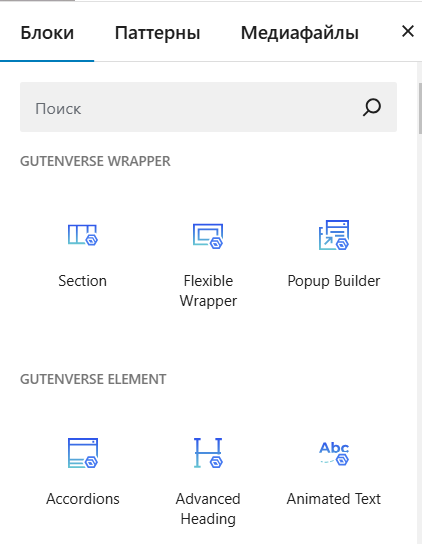 Блоки Паттерны Медиафайлы
Поиск
GUTENVERSE WRAPPER
Section Flexible Wrapper Popup Builder
GUTENVERSE ELEMENT
Abc
Accordions Advanced Heading Animated Text